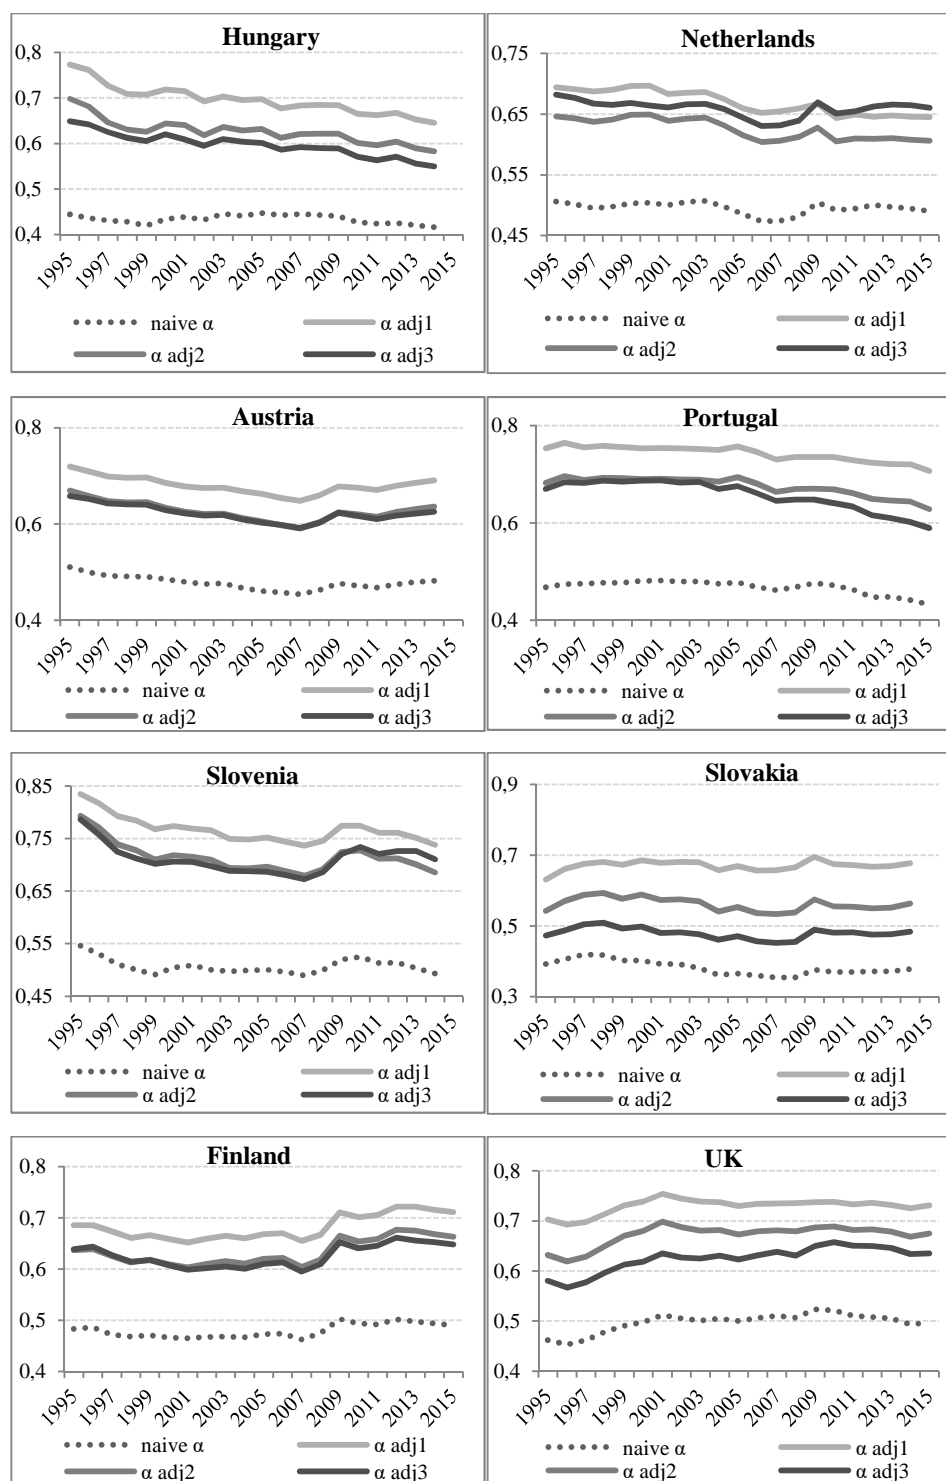 Hungary
0,8
0,7
0,6
0,5
0,4
1995 1997 1999 2001 2003 2005 2007 2009 2011 2013 2015
naive α α adj1
α adj2 α adj3
Netherlands
0,75
0,65
0,55
0,45
1995 1997 1999 2001 2003 2005 2007 2009 2011 2013 2015
naive α α adj1
α adj2 α adj3
Austria
0,8
0,6
0,4
1995 1997 1999 2001 2003 2005 2007 2009 2011 2013 2015
naive α α adj1
α adj2 α adj3
Portugal
0,8
0,6
0,4
1995 1997 1999 2001 2003 2005 2007 2009 2011 2013 2015
naive α α adj1
α adj2 α adj3
Slovenia
0,85
0,75
0,65
0,55
0,45
1995 1997 1999 2001 2003 2005 2007 2009 2011 2013 2015
naive α α adj1
α adj2 α adj3
Slovakia
0,9
0,7
0,5
0,3
1995 1997 1999 2001 2003 2005 2007 2009 2011 2013 2015
naive α α adj1
α adj2 α adj3
Finland
0,8
0,7
0,6
0,5
0,4
1995 1997 1999 2001 2003 2005 2007 2009 2011 2013 2015
naive α α adj1
α adj2 α adj3
UK
0,8
0,7
0,6
0,5
0,4
1995 1997 1999 2001 2003 2005 2007 2009 2011 2013 2015
naive α α adj1
α adj2 α adj3